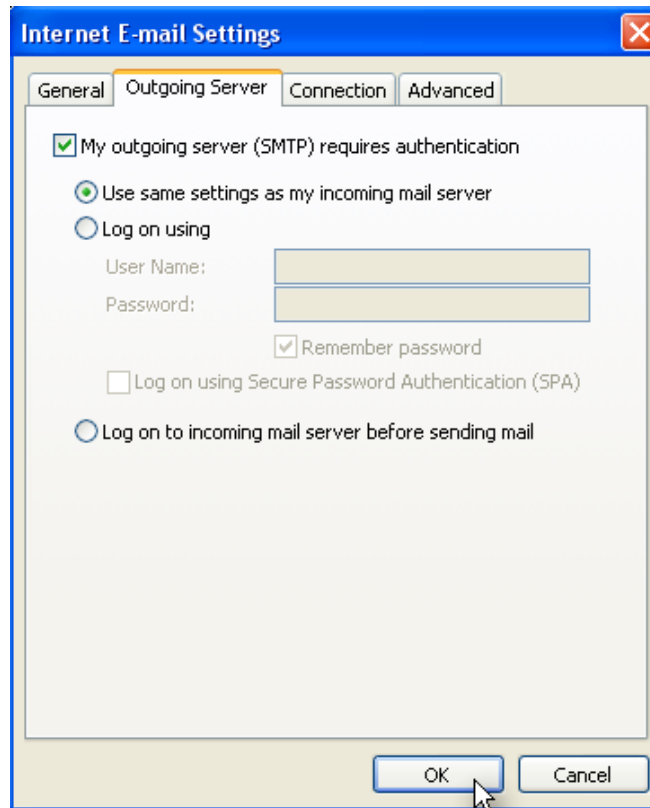 Internet E-mail Settings
General Outgoing Server Connection Advanced
My outgoing server (SMTP) requires authentication
Use same settings as my incoming mail server
Log on using
User Name:
Password:
Remember password
Log on using Secure Password Authentication (SPA)
Log on to incoming mail server before sending mail
OK Cancel